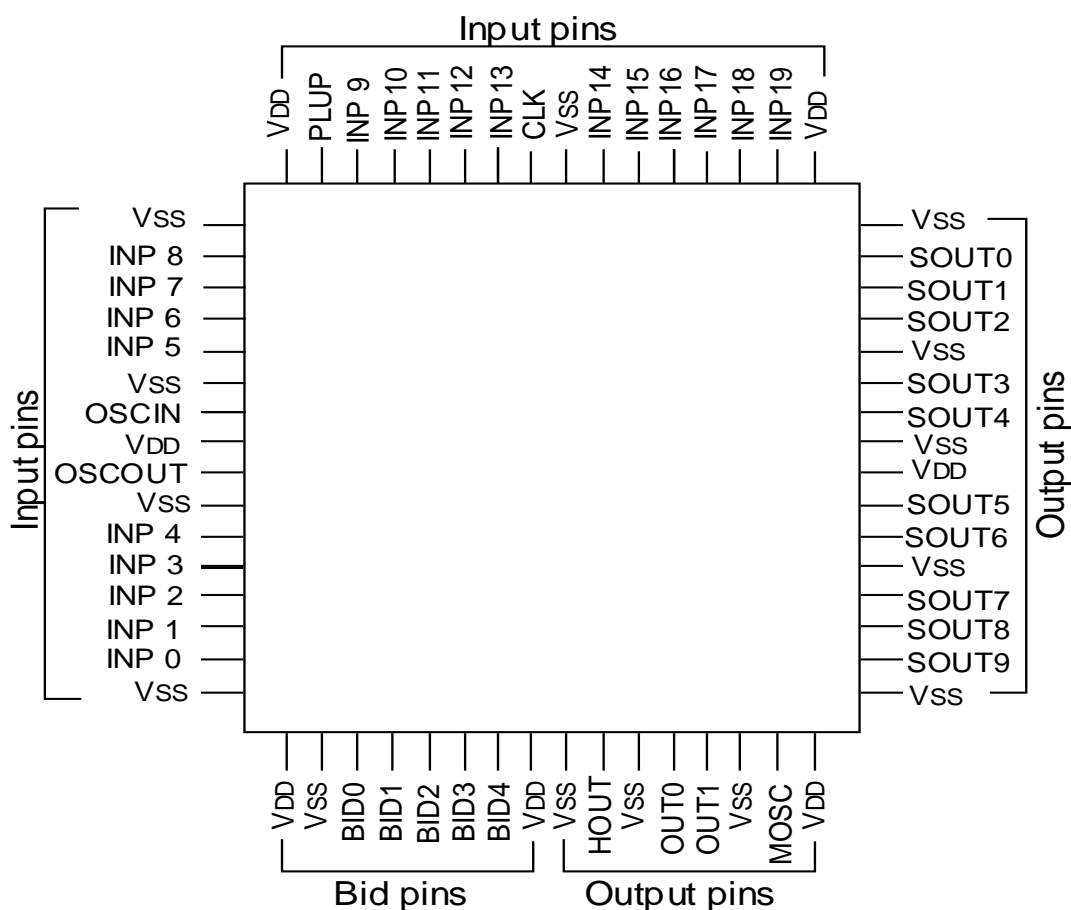 Input pins
VDD
PLUP
INP 9
INP10
INP11
INP12
INP13
CLK
VSS
INP14
INP15
INP16
INP17
INP18
INP19
VDD
Input pins
VSS
INP 8
INP 7
INP 6
INP 5
VSS
OSCIN
VDD
OSCOUT
VSS
INP 4
INP 3
INP 2
INP 1
INP 0
VSS
VSS
SOUT0
SOUT1
SOUT2
VSS
SOUT3
SOUT4
VSS
VDD
SOUT5
SOUT6
VSS
SOUT7
SOUT8
SOUT9
VSS
Output pins
VDD
VSS
BID0
BID1
BID2
BID3
BID4
VDD
VSS
HOUT
VSS
OUT0
OUT1
VSS
MOSC
VDD
Bid pins
Output pins